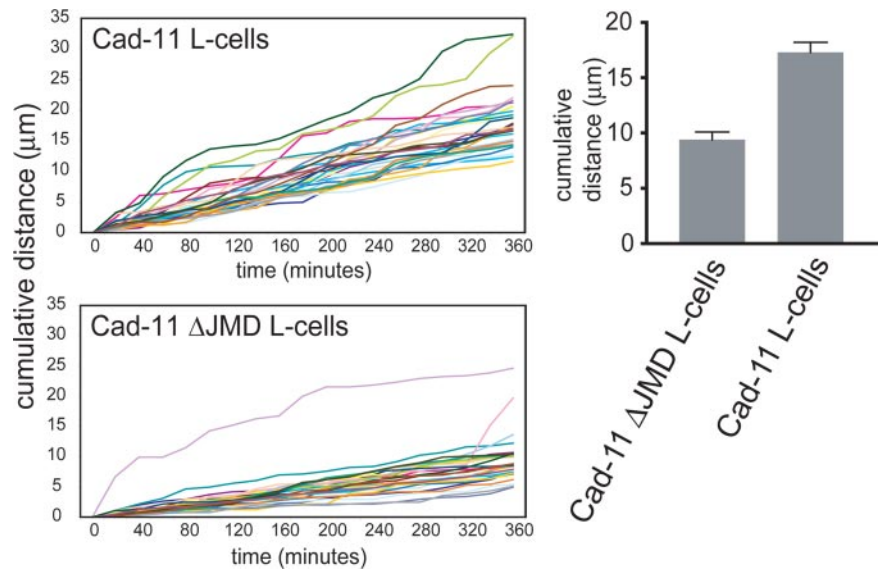 cumulative distance (μm)
35
30
25
20
15
10
5
0
Cad-11 L-cells
0 40 80 120 160 200 240 280 320 360
time (minutes)
35
30
25
20
15
10
5
0
Cad-11 ΔJMD L-cells
0 40 80 120 160 200 240 280 320 360
time (minutes)
cumulative
distance (μm)
20
15
10
5
0
Cad-11 ΔJMD L-cells
Cad-11 L-cells